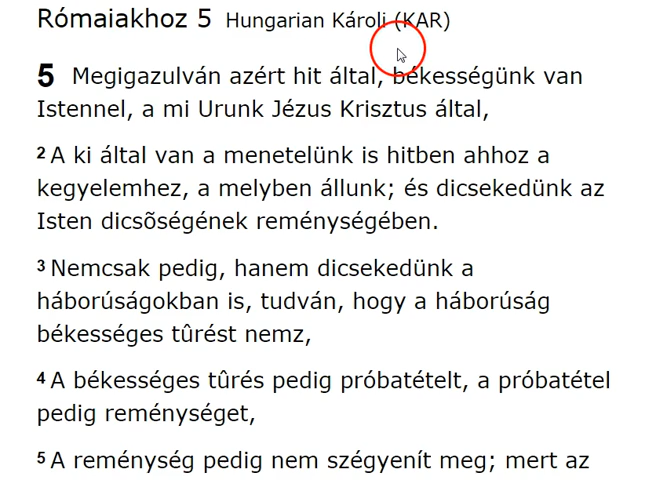 Rómaiakhoz 5 Hungarian Károli (KAR)
5 Megigazulván azért hit által, békességünk van
Istennel, a mi Urunk Jézus Krisztus által,
2 A ki által van a menetelünk is hitben ahhoz a
kegyelemhez, a melyben állunk; és dicsekedünk az
Isten dicsõségének reménységében.
3 Nemcsak pedig, hanem dicsekedünk a
háborúságokban is, tudván, hogy a háborúság
békességes tûrést nemz,
4 A békességes tûrés pedig próbatételt, a próbatétel
pedig reménységet,
5 A reménység pedig nem szégyenít meg; mert az